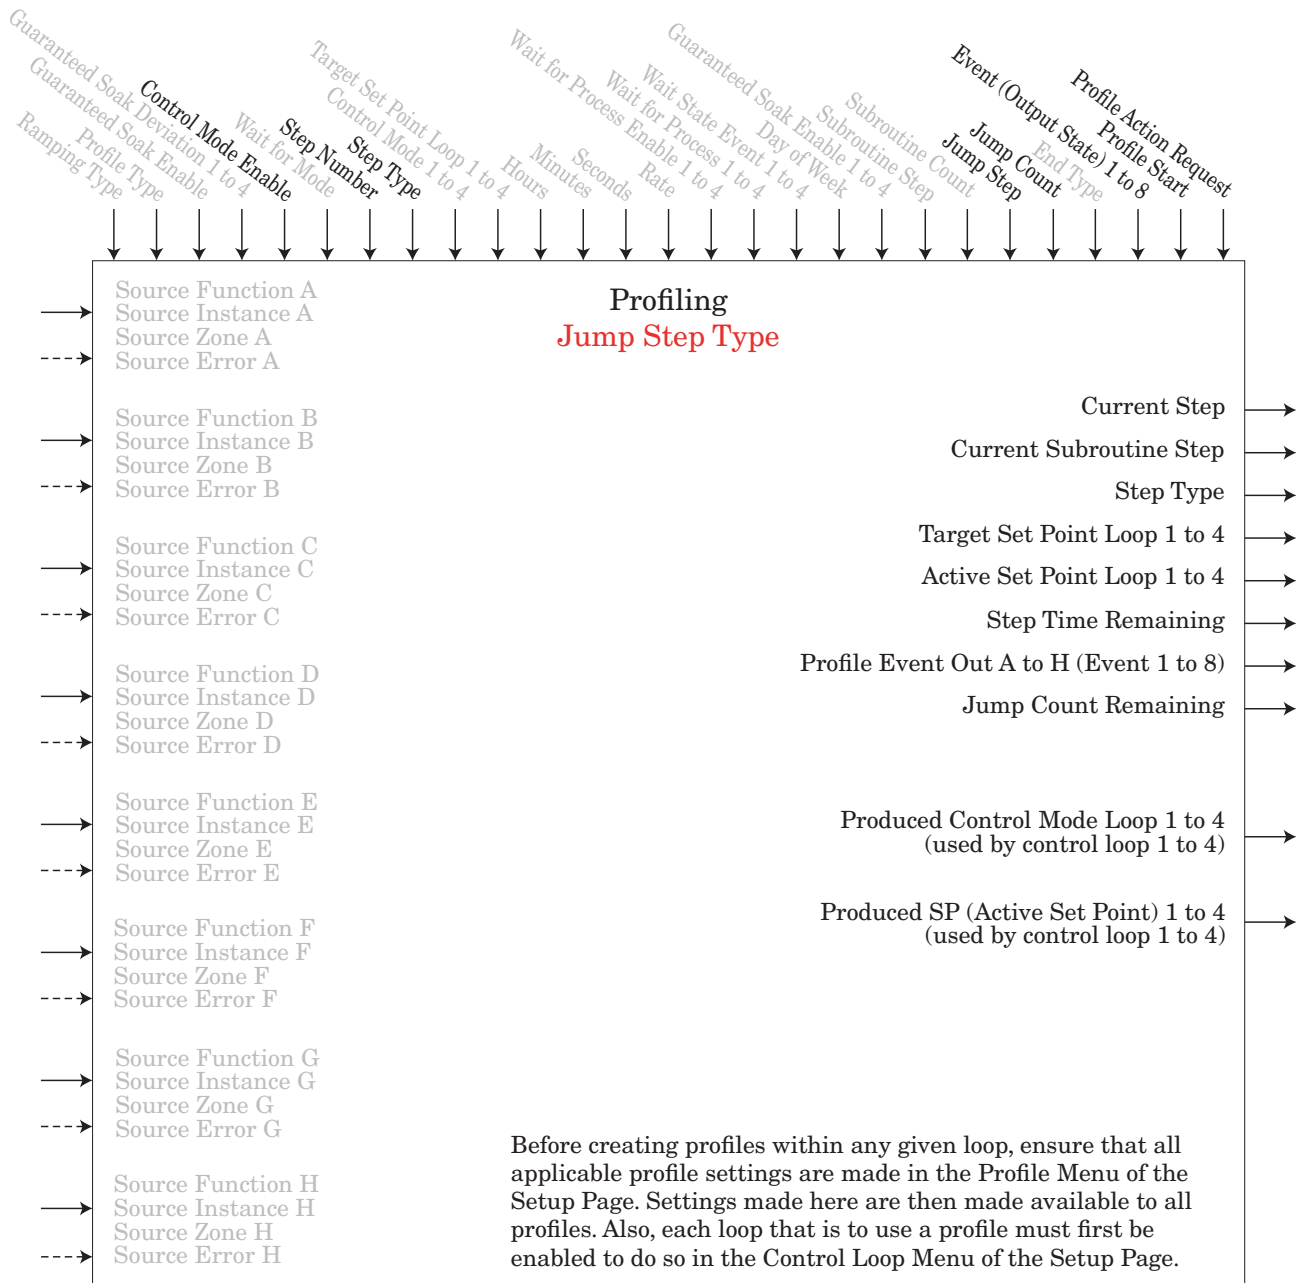 Ramping Type
Profile Type
Guaranteed Soak Enable
Guaranteed Soak Deviation 1 to 4
Control Mode Enable
Wait for Mode
Step Number
Step Type
Control Mode 1 to 4
Target Set Point Loop 1 to 4
Hours
Minutes
Seconds
Rate
Wait for Process Enable 1 to 4
Wait for Process 1 to 4
Wait State Event 1 to 4
Day of Week
Guaranteed Soak Enable 1 to 4
Subroutine Step
Subroutine Count
Jump Step
Jump Count
End Type
Event (Output State) 1 to 8
Profile Start
Profile Action Request
Profiling
Jump Step Type
Source Function A
Source Instance A
Source Zone A
Source Error A
Source Function B
Source Instance B
Source Zone B
Source Error B
Source Function C
Source Instance C
Source Zone C
Source Error C
Source Function D
Source Instance D
Source Zone D
Source Error D
Source Function E
Source Instance E
Source Zone E
Source Error E
Source Function F
Source Instance F
Source Zone F
Source Error F
Source Function G
Source Instance G
Source Zone G
Source Error G
Source Function H
Source Instance H
Source Zone H
Source Error H
Current Step
Current Subroutine Step
Step Type
Target Set Point Loop 1 to 4
Active Set Point Loop 1 to 4
Step Time Remaining
Profile Event Out A to H (Event 1 to 8)
Jump Count Remaining
Produced Control Mode Loop 1 to 4
(used by control loop 1 to 4)
Produced SP (Active Set Point) 1 to 4
(used by control loop 1 to 4)
Before creating profiles within any given loop, ensure that all
applicable profile settings are made in the Profile Menu of the
Setup Page. Settings made here are then made available to all
profiles. Also, each loop that is to use a profile must first be
enabled to do so in the Control Loop Menu of the Setup Page.